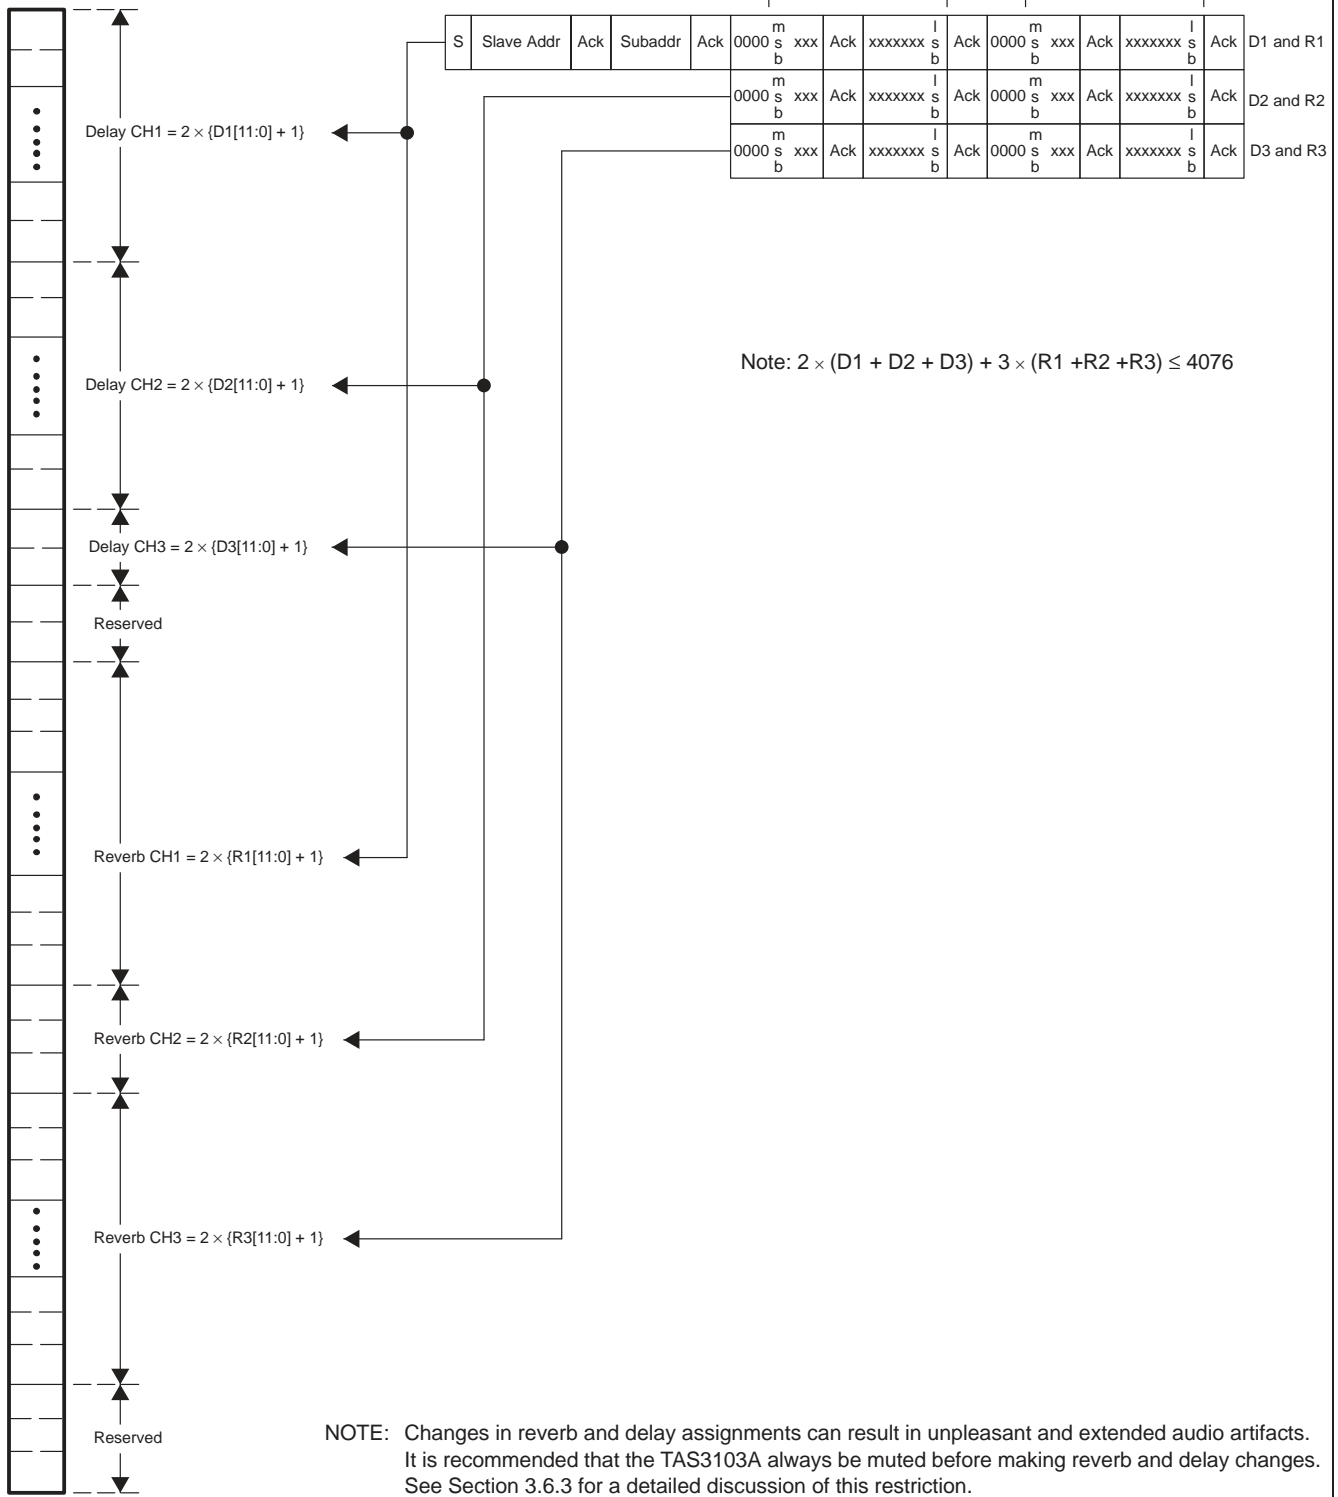 S Slave Addr Ack Subaddr Ack 0000 msb xxx Ack xxxxxxx lsb Ack 0000 msb xxx Ack xxxxxxx lsb Ack D1 and R1
0000 msb xxx Ack xxxxxxx lsb Ack 0000 msb xxx Ack xxxxxxx lsb Ack D2 and R2
0000 msb xxx Ack xxxxxxx lsb Ack 0000 msb xxx Ack xxxxxxx lsb Ack D3 and R3
Delay CH1 = 2 × {D1[11:0] + 1}
Note: 2 × (D1 + D2 + D3) + 3 × (R1 +R2 +R3) ≤ 4076
Delay CH2 = 2 × {D2[11:0] + 1}
Delay CH3 = 2 × {D3[11:0] + 1}
Reserved
Reverb CH1 = 2 × {R1[11:0] + 1}
Reverb CH2 = 2 × {R2[11:0] + 1}
Reverb CH3 = 2 × {R3[11:0] + 1}
Reserved
NOTE: Changes in reverb and delay assignments can result in unpleasant and extended audio artifacts.
It is recommended that the TAS3103A always be muted before making reverb and delay changes.
See Section 3.6.3 for a detailed discussion of this restriction.